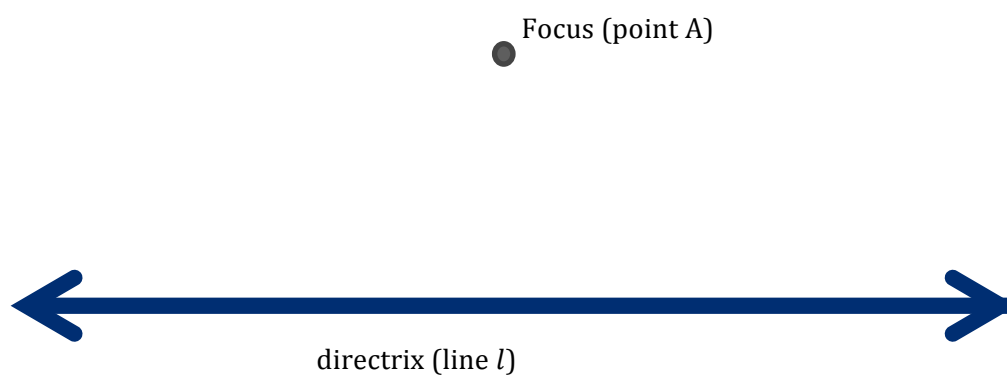 Focus (point A)
directrix (line l)